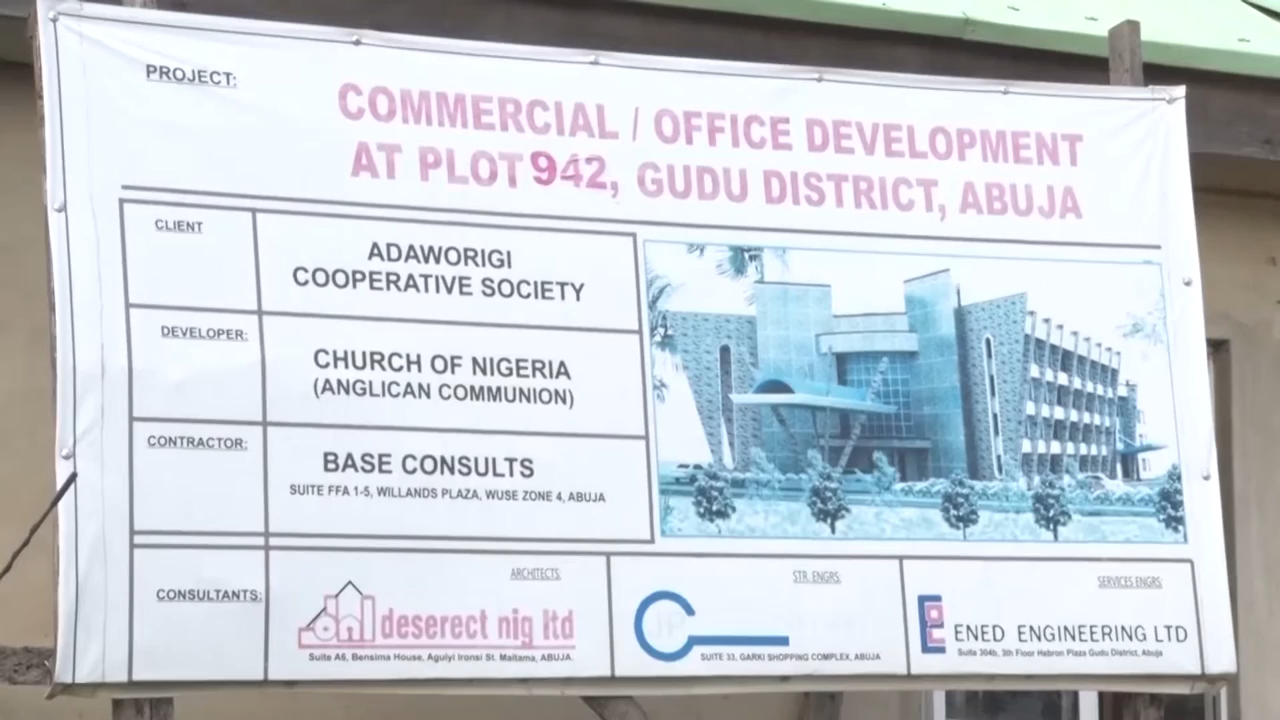 PROJECT:
COMMERCIAL / OFFICE DEVELOPMENT
AT PLOT 942, GUDU DISTRICT, ABUJA
CLIENT
ADAWORIGI
COOPERATIVE SOCIETY
DEVELOPER:
CHURCH OF NIGERIA
(ANGLICAN COMMUNION)
CONTRACTOR:
BASE CONSULTS
SUITE FFA 1-5, WILLANDS PLAZA, WUSE ZONE 4, ABUJA
CONSULTANTS:
ARCHITECTS:
deserect nig ltd
Suite A6, Bensima House, Aguiyi Ironsi St. Maitama, ABUJA.
STR. ENGRS:
SUITE 33, GARKI SHOPPING COMPLEX, ABUJA
SERVICES ENGRS:
ENED ENGINEERING LTD
Suite 304b, 3th Floor Hebron Plaza Gudu District, Abuja